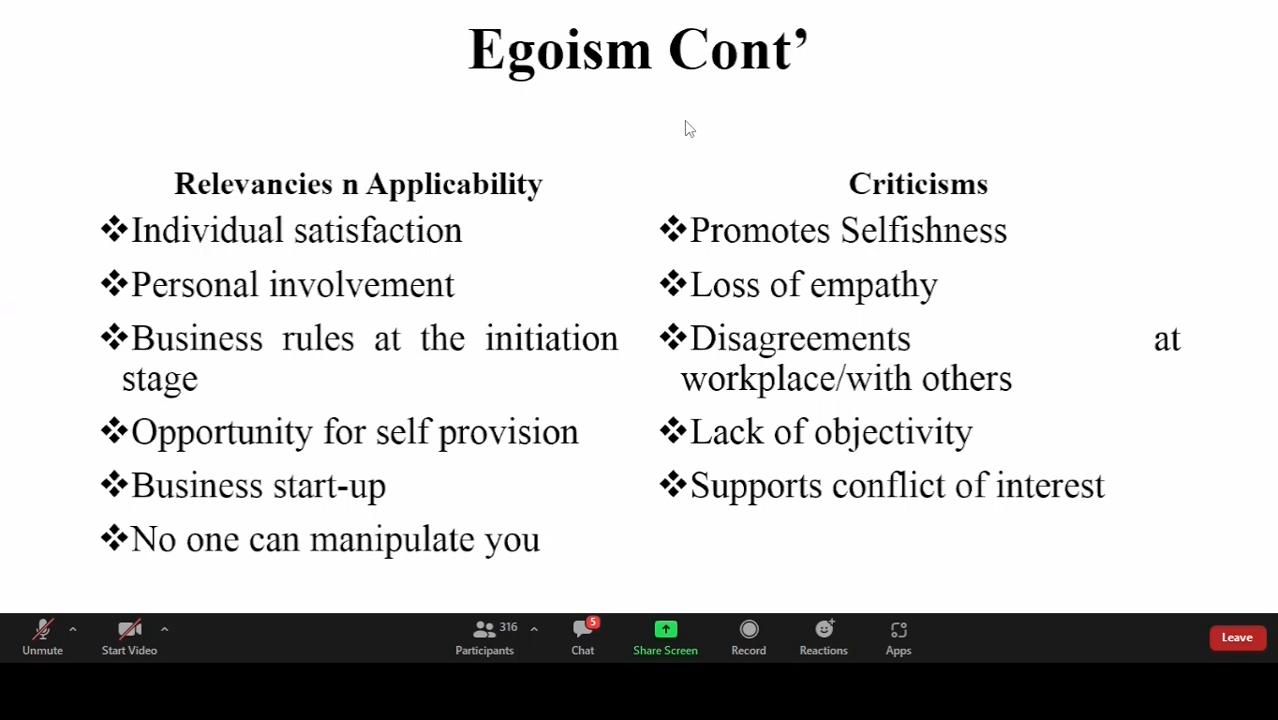 Egoism Cont’
Relevancies n Applicability
❖Individual satisfaction
❖Personal involvement
❖Business rules at the initiation
stage
❖Opportunity for self provision
❖Business start-up
❖No one can manipulate you
Criticisms
❖Promotes Selfishness
❖Loss of empathy
❖Disagreements at
workplace/with others
❖Lack of objectivity
❖Supports conflict of interest
Unmute
Start Video
316
Participants
5
Chat
Share Screen
Record
Reactions
Apps
Leave